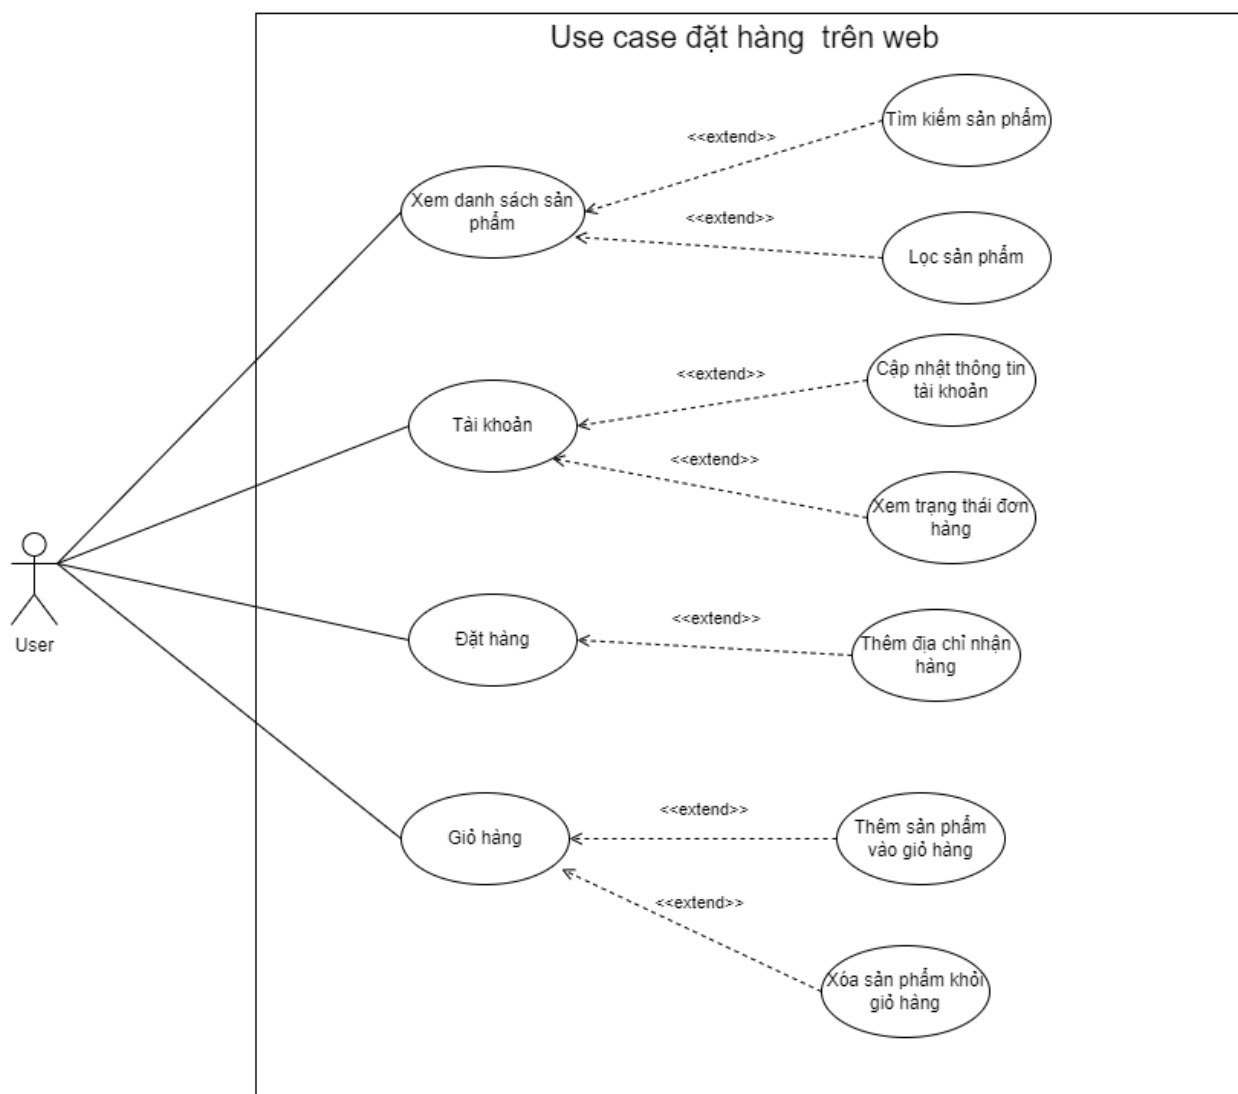 Use case đặt hàng  trên web
Tìm kiếm sản phẩm
<<extend>>
Xem danh sách sản
phẩm
<<extend>>
Lọc sản phẩm
<<extend>>
Cập nhật thông tin
tài khoản
Tài khoản
<<extend>>
Xem trạng thái đơn
hàng
User
<<extend>>
Đặt hàng
Thêm địa chỉ nhận
hàng
<<extend>>
Giỏ hàng
Thêm sản phẩm
vào giỏ hàng
<<extend>>
Xóa sản phẩm khỏi
giỏ hàng